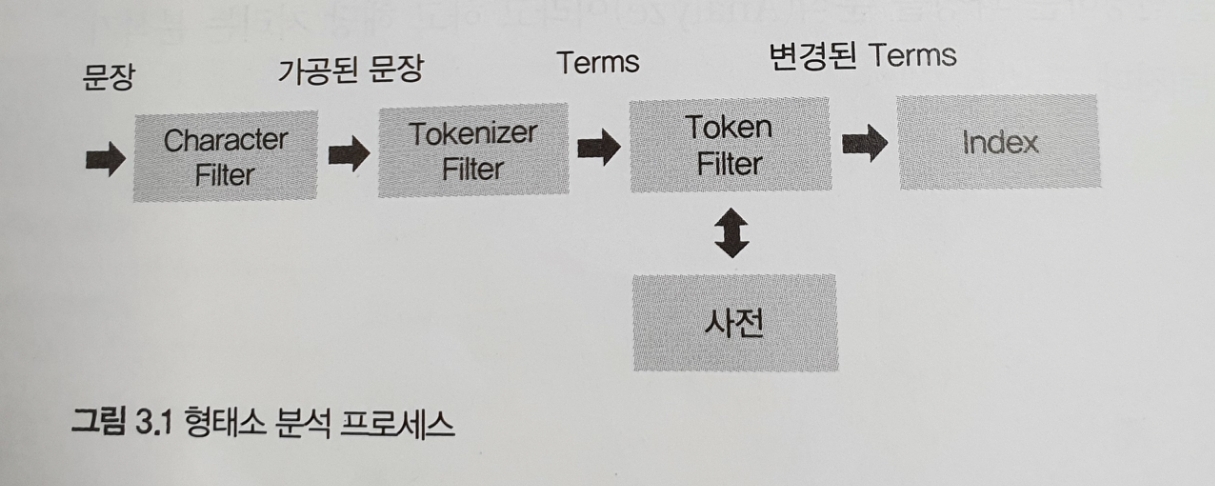 문장 가공된 문장 Terms 변경된 Terms
Character
Filter
Tokenizer
Filter
Token
Filter
Index
사전
그림 3.1 형태소 분석 프로세스